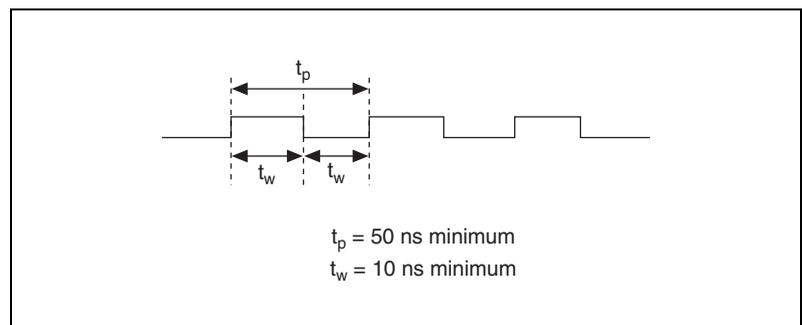 tp
tw
tw
tp = 50 ns minimum
tw = 10 ns minimum